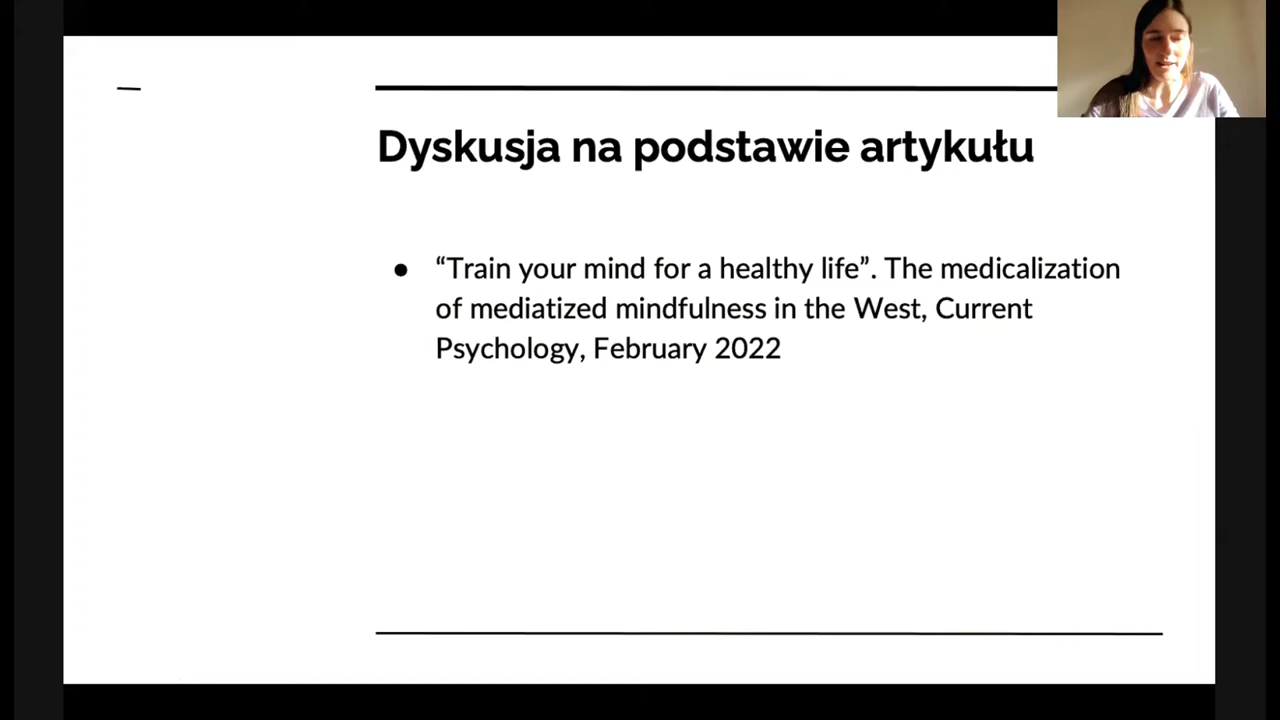 Dyskusja na podstawie artykułu
● “Train your mind for a healthy life”. The medicalization
of mediatized mindfulness in the West, Current
Psychology, February 2022